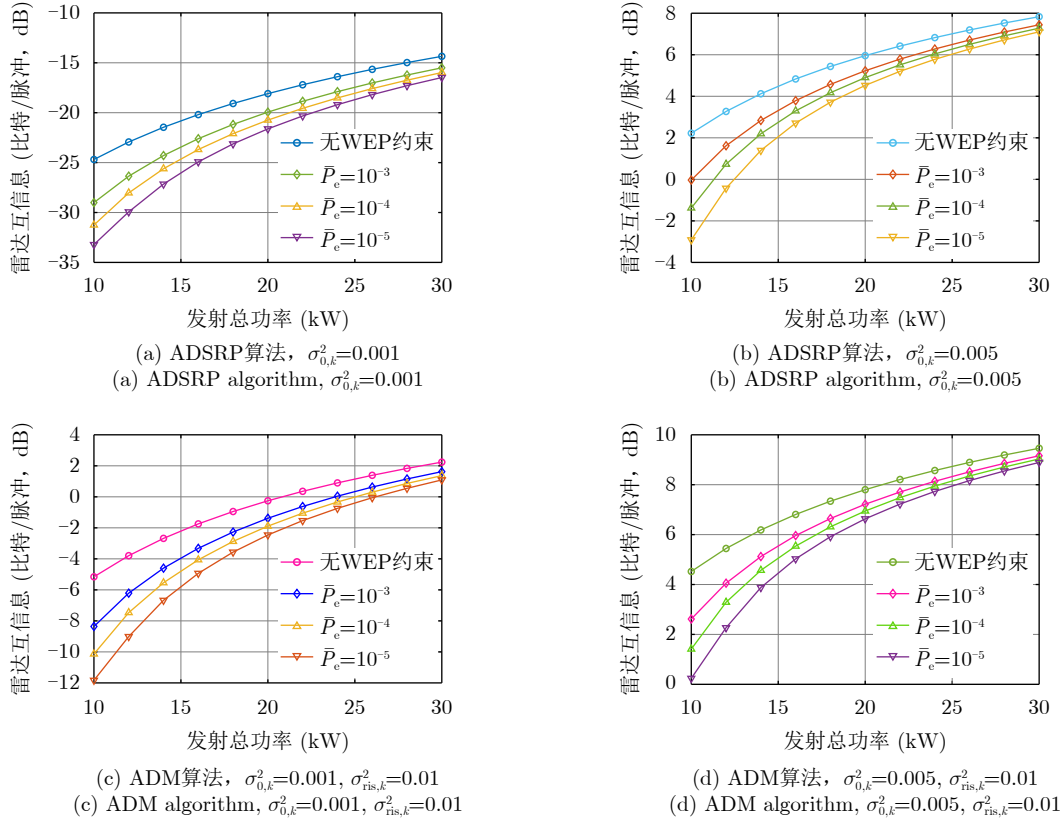 −10
−15
−20
−25
−30
−35
雷达互信息 (比特/脉冲，dB)
无WEP约束
P̄ₑ=10⁻³
P̄ₑ=10⁻⁴
P̄ₑ=10⁻⁵
10 15 20 25 30
发射总功率 (kW)
(a) ADSRP算法，σ²₀,ₖ=0.001
(a) ADSRP algorithm, σ²₀,ₖ=0.001
8
6
4
2
0
−2
−4
雷达互信息 (比特/脉冲，dB)
无WEP约束
P̄ₑ=10⁻³
P̄ₑ=10⁻⁴
P̄ₑ=10⁻⁵
10 15 20 25 30
发射总功率 (kW)
(b) ADSRP算法，σ²₀,ₖ=0.005
(b) ADSRP algorithm, σ²₀,ₖ=0.005
4
2
0
−2
−4
−6
−8
−10
−12
雷达互信息 (比特/脉冲，dB)
无WEP约束
P̄ₑ=10⁻³
P̄ₑ=10⁻⁴
P̄ₑ=10⁻⁵
10 15 20 25 30
发射总功率 (kW)
(c) ADM算法，σ²₀,ₖ=0.001, σ²ᵣᵢₛ,ₖ=0.01
(c) ADM algorithm, σ²₀,ₖ=0.001, σ²ᵣᵢₛ,ₖ=0.01
10
8
6
4
2
0
雷达互信息 (比特/脉冲，dB)
无WEP约束
P̄ₑ=10⁻³
P̄ₑ=10⁻⁴
P̄ₑ=10⁻⁵
10 15 20 25 30
发射总功率 (kW)
(d) ADM算法，σ²₀,ₖ=0.005, σ²ᵣᵢₛ,ₖ=0.01
(d) ADM algorithm, σ²₀,ₖ=0.005, σ²ᵣᵢₛ,ₖ=0.01